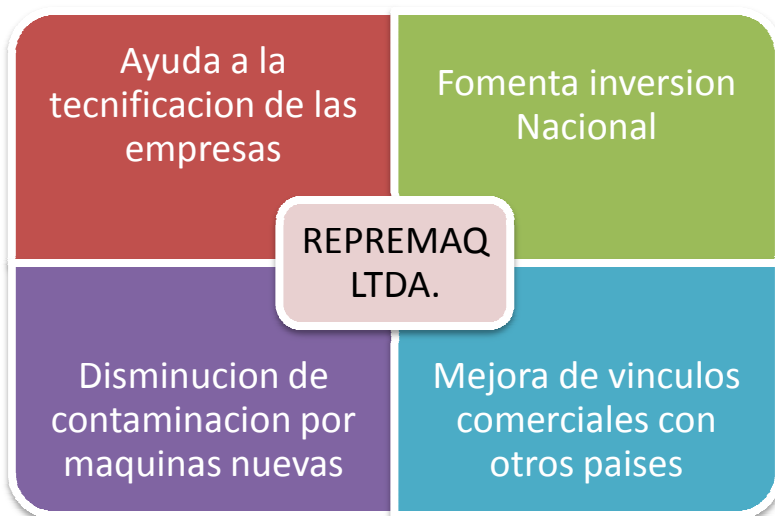 Ayuda a la
tecnificacion de las
empresas
Fomenta inversion
Nacional
REPREMAQ
LTDA.
Disminucion de
contaminacion por
maquinas nuevas
Mejora de vinculos
comerciales con
otros paises